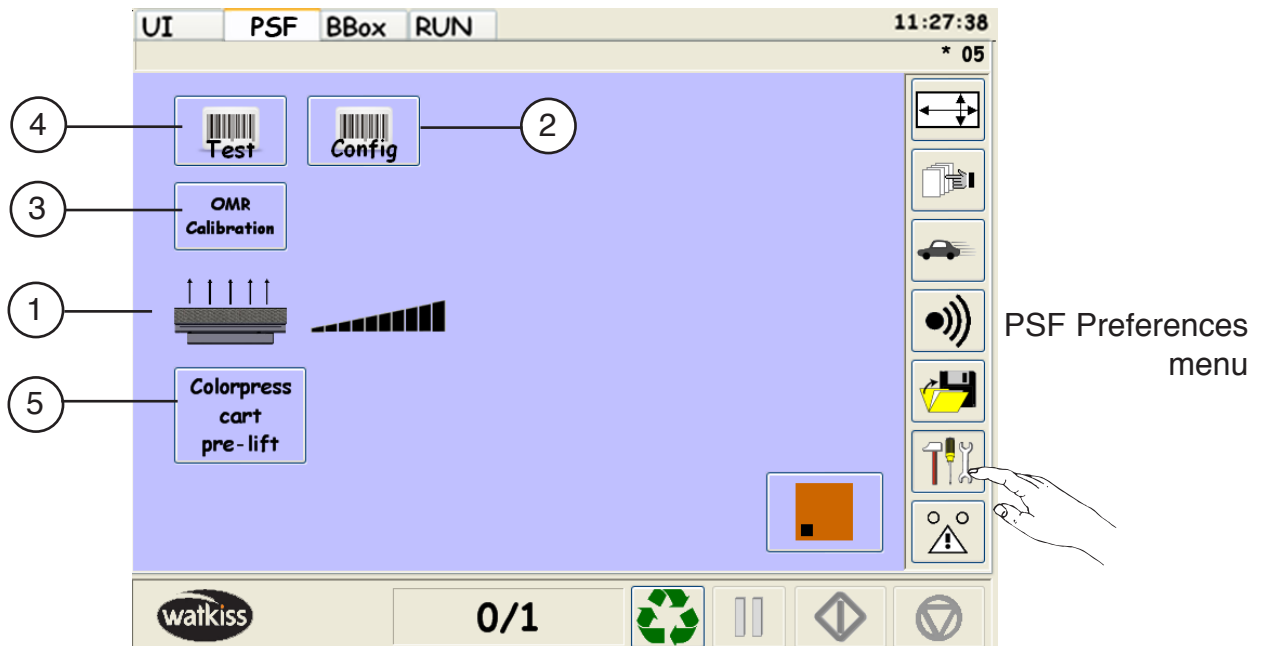 UI PSF BBox RUN 11:27:38
* 05
4 Test Config 2
3 OMR
Calibration
1
PSF Preferences
menu
5 Colorpress
cart
pre-lift
watkiss 0/1